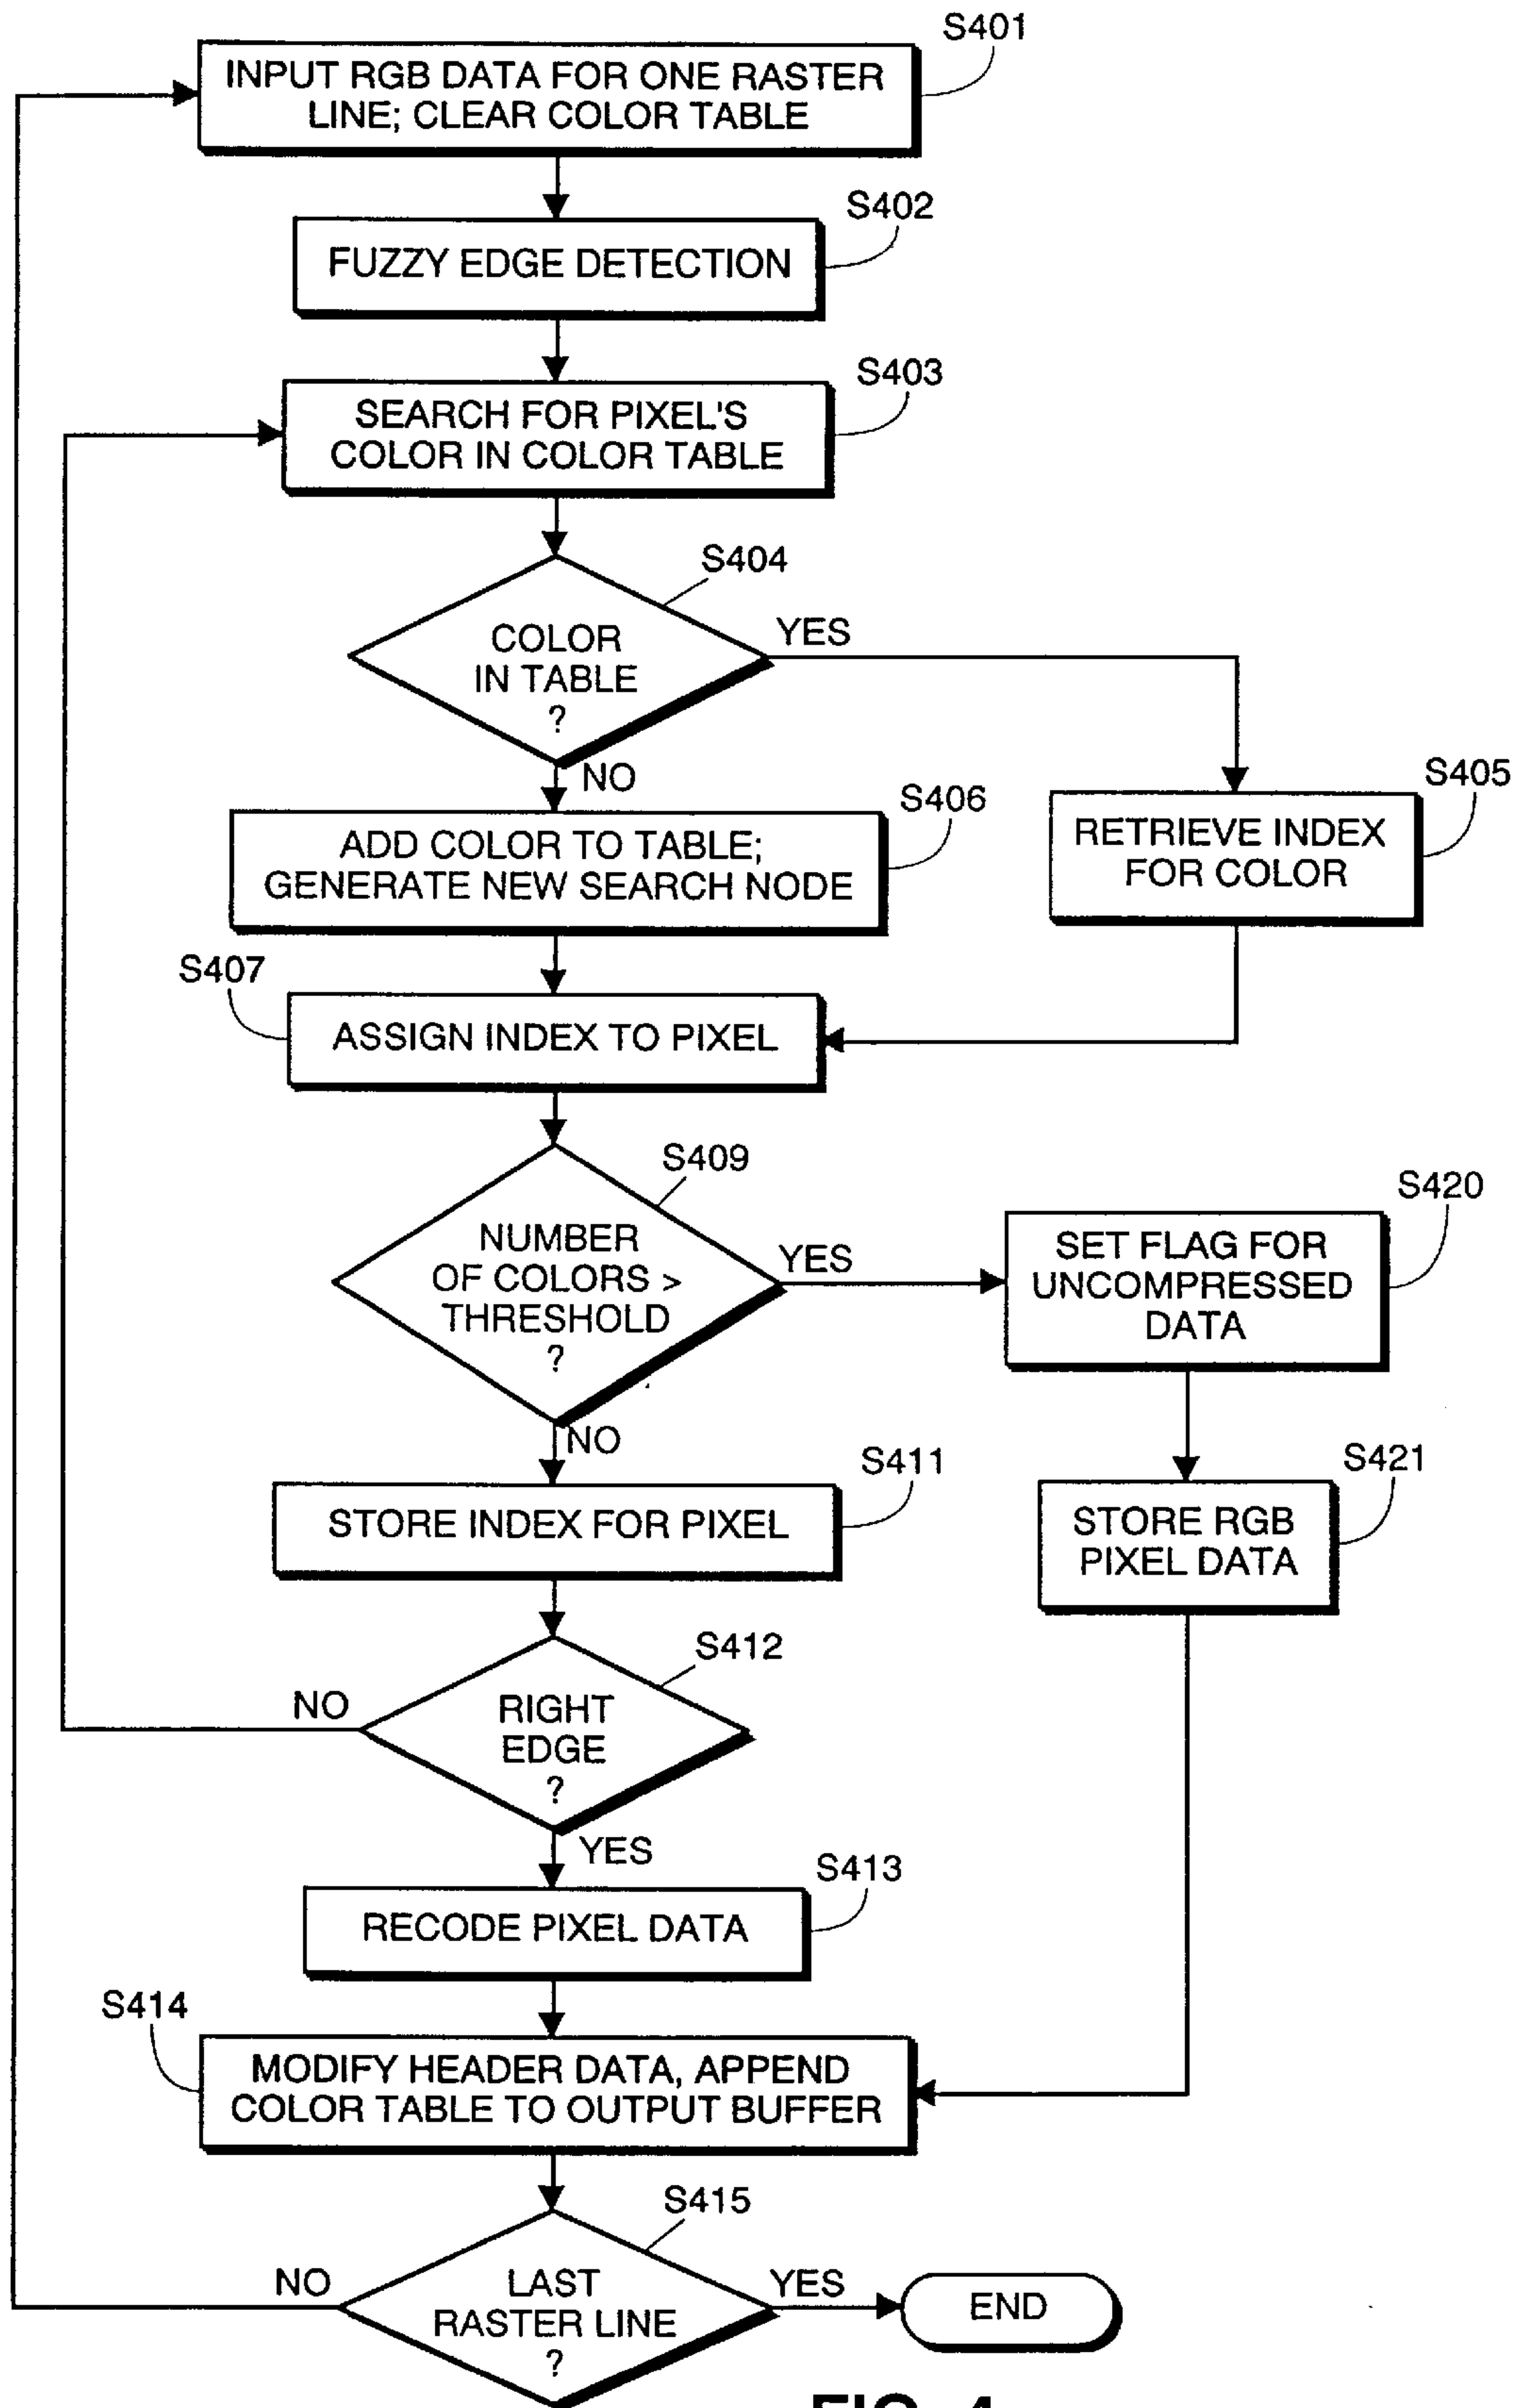 S401
INPUT RGB DATA FOR ONE RASTER
LINE; CLEAR COLOR TABLE
S402
FUZZY EDGE DETECTION
S403
SEARCH FOR PIXEL'S
COLOR IN COLOR TABLE
S404
COLOR
IN TABLE
?
YES
NO
S405
RETRIEVE INDEX
FOR COLOR
S406
ADD COLOR TO TABLE;
GENERATE NEW SEARCH NODE
S407
ASSIGN INDEX TO PIXEL
S409
NUMBER
OF COLORS >
THRESHOLD
?
YES
NO
S420
SET FLAG FOR
UNCOMPRESSED
DATA
S421
STORE RGB
PIXEL DATA
S411
STORE INDEX FOR PIXEL
S412
RIGHT
EDGE
?
NO
YES
S413
RECODE PIXEL DATA
S414
MODIFY HEADER DATA, APPEND
COLOR TABLE TO OUTPUT BUFFER
S415
LAST
RASTER LINE
?
NO
YES
END